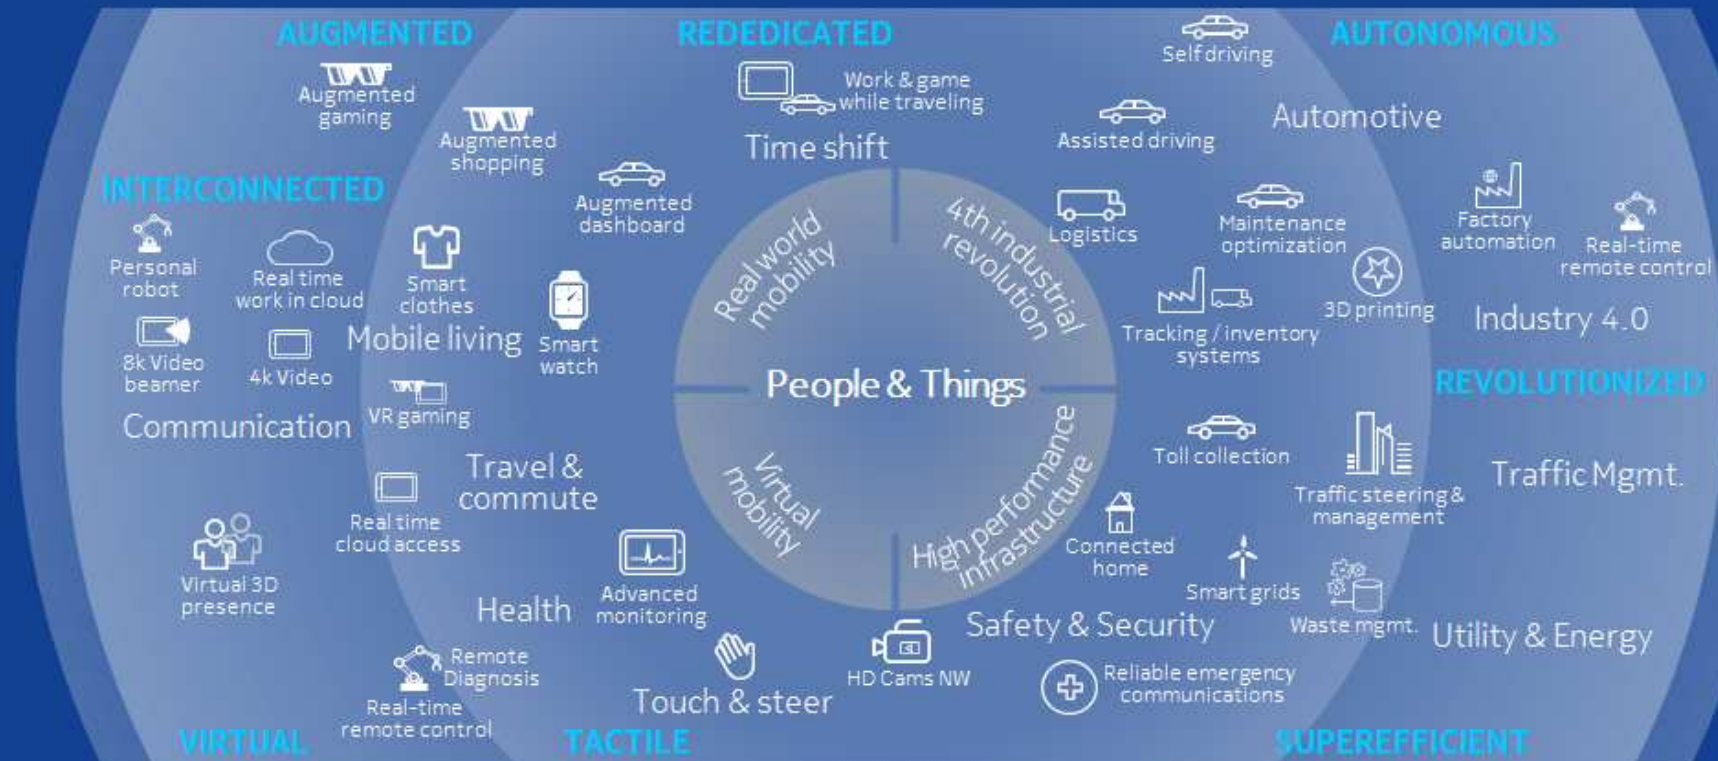 AUGMENTED
REDEDICATED
AUTONOMOUS
Self driving
Augmented
gaming
Work & game
while traveling
Augmented
shopping
Time shift
Assisted driving
Automotive
INTERCONNECTED
Augmented
dashboard
Personal
robot
Real time
work in cloud
Smart
clothes
Real world
mobility
4th industrial
revolution
Logistics
Maintenance
optimization
Factory
automation
Real-time
remote control
8k Video
beamer
4k Video
Mobile living
Smart
watch
Tracking / inventory
systems
3D printing
Industry 4.0
People & Things
REVOLUTIONIZED
VR gaming
Communication
Travel &
commute
Virtual
mobility
High performance
infrastructure
Toll collection
Traffic steering &
management
Traffic Mgmt.
Real time
cloud access
Virtual 3D
presence
Connected
home
Smart grids
Waste mgmt.
Health
Advanced
monitoring
Safety & Security
Utility & Energy
Remote
Diagnosis
Real-time
remote control
Touch & steer
HD Cams NW
Reliable emergency
communications
VIRTUAL
TACTILE
SUPEREFFICIENT